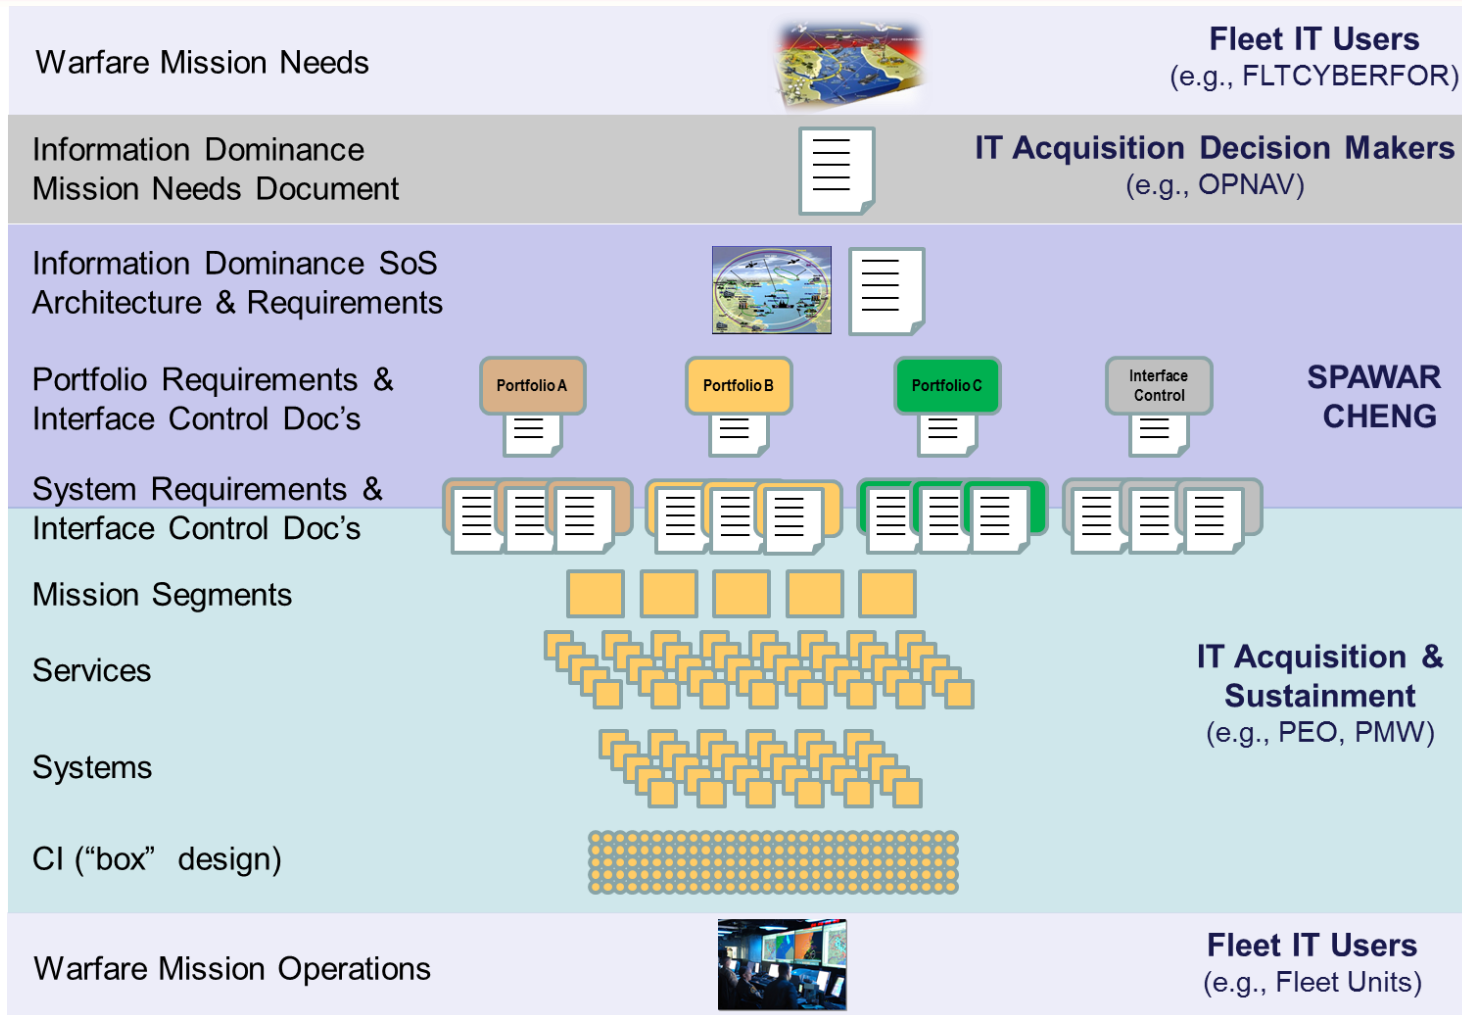 Warfare Mission Needs
Fleet IT Users
(e.g., FLTCYBERFOR)
Information Dominance
Mission Needs Document
IT Acquisition Decision Makers
(e.g., OPNAV)
Information Dominance SoS
Architecture & Requirements
Portfolio Requirements &
Interface Control Doc's
Portfolio A
Portfolio B
Portfolio C
Interface
Control
SPAWAR
CHENG
System Requirements &
Interface Control Doc's
Mission Segments
Services
IT Acquisition &
Sustainment
(e.g., PEO, PMW)
Systems
CI (“box” design)
Warfare Mission Operations
Fleet IT Users
(e.g., Fleet Units)